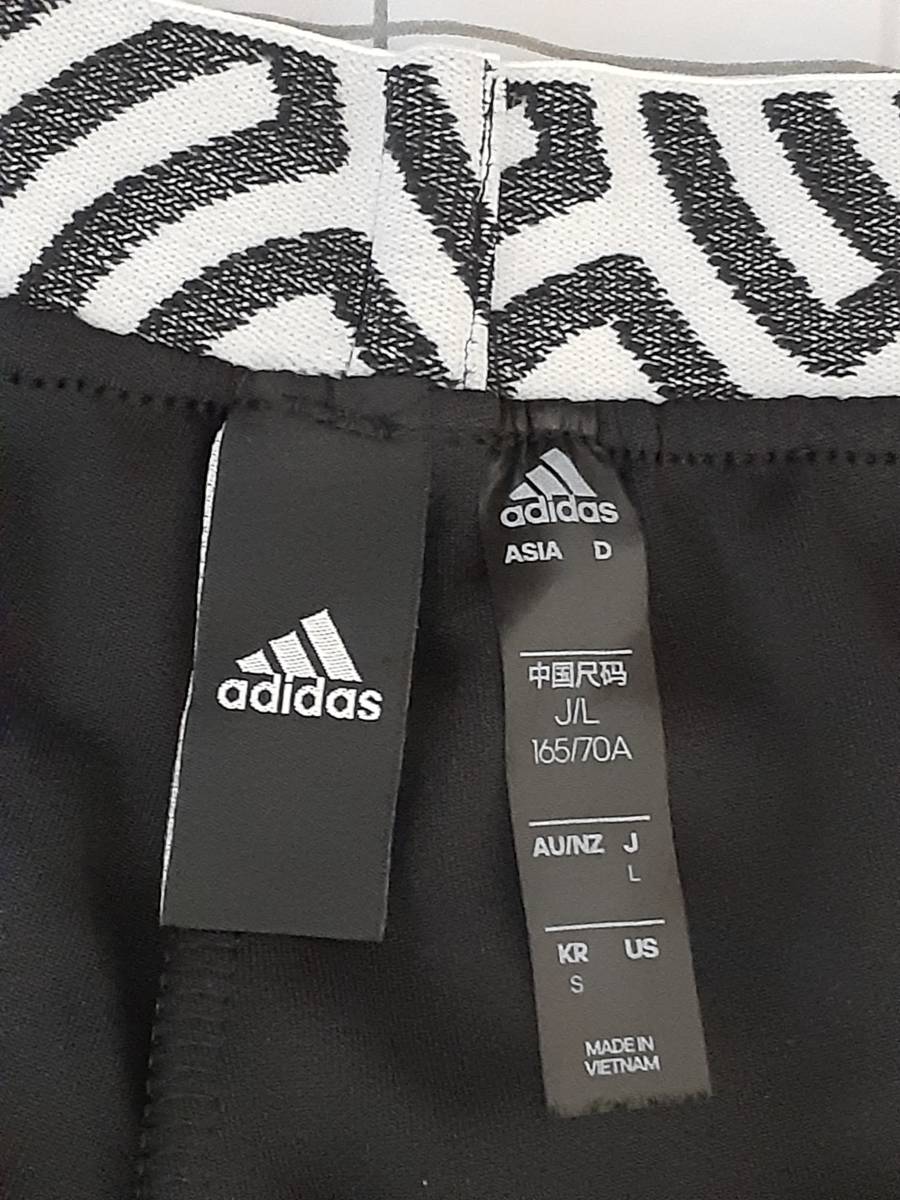 adidas
adidas
ASIA D
中国尺码
J/L
165/70A
AU/NZ J
L
KR US
S
MADE IN
VIETNAM